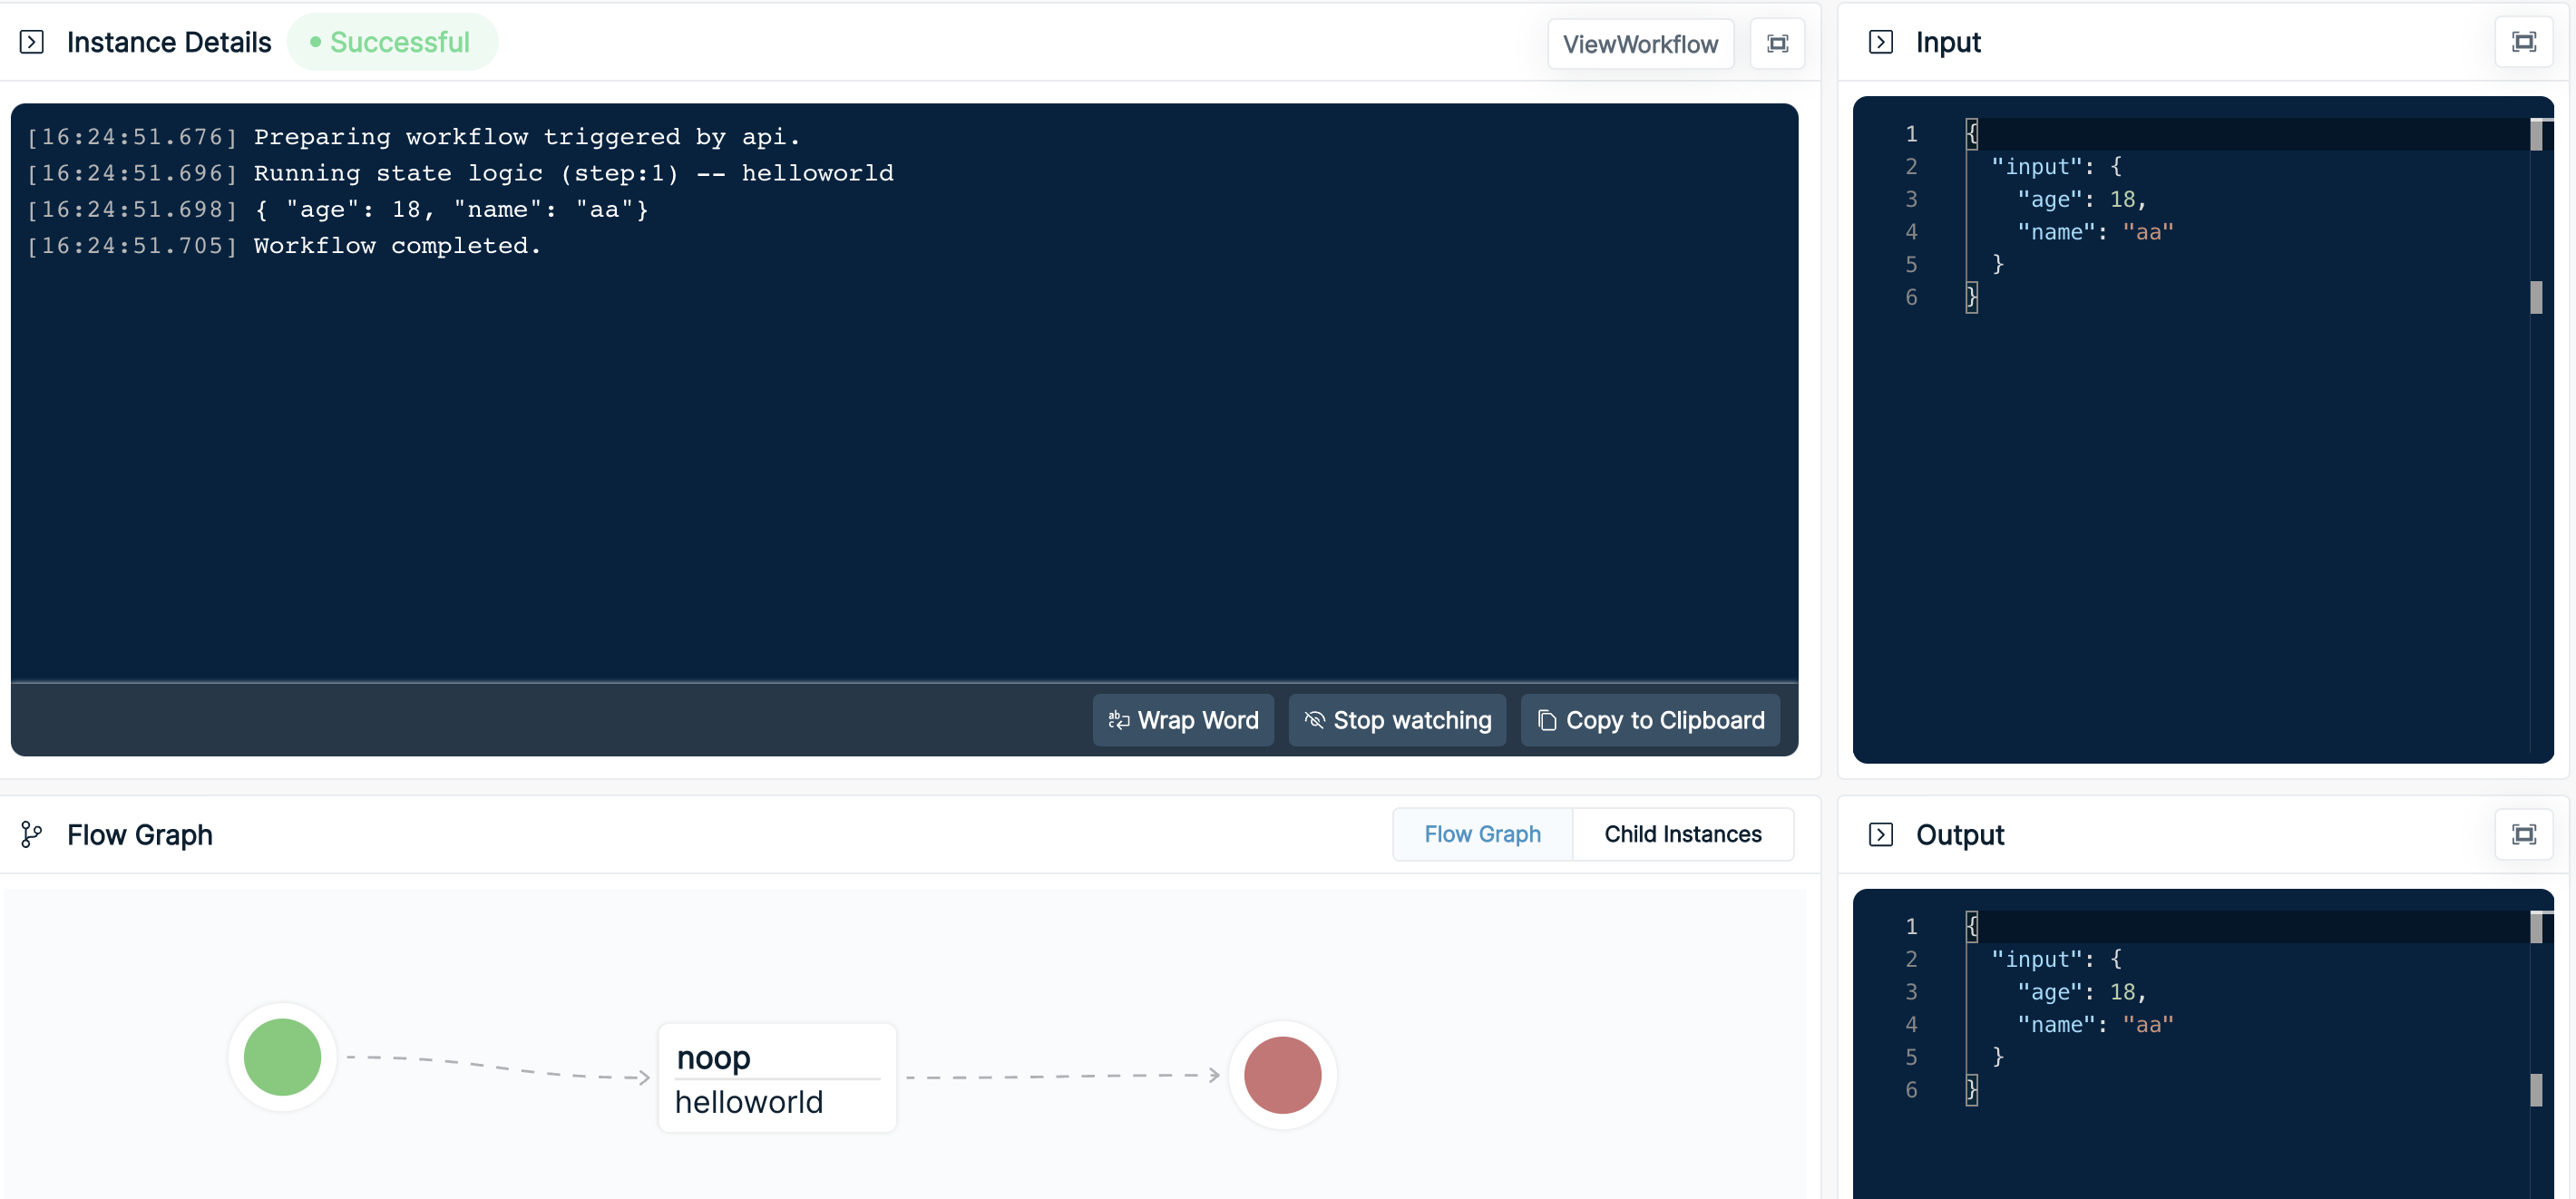 Instance Details
Successful
ViewWorkflow
[16:24:51.676] Preparing workflow triggered by api.
[16:24:51.696] Running state logic (step:1) -- helloworld
[16:24:51.698] { "age": 18, "name": "aa"}
[16:24:51.705] Workflow completed.
Wrap Word
Stop watching
Copy to Clipboard
Input
1 {
2 "input": {
3 "age": 18,
4 "name": "aa"
5 }
6 }
Flow Graph
Flow Graph
Child Instances
noop
helloworld
Output
1 {
2 "input": {
3 "age": 18,
4 "name": "aa"
5 }
6 }